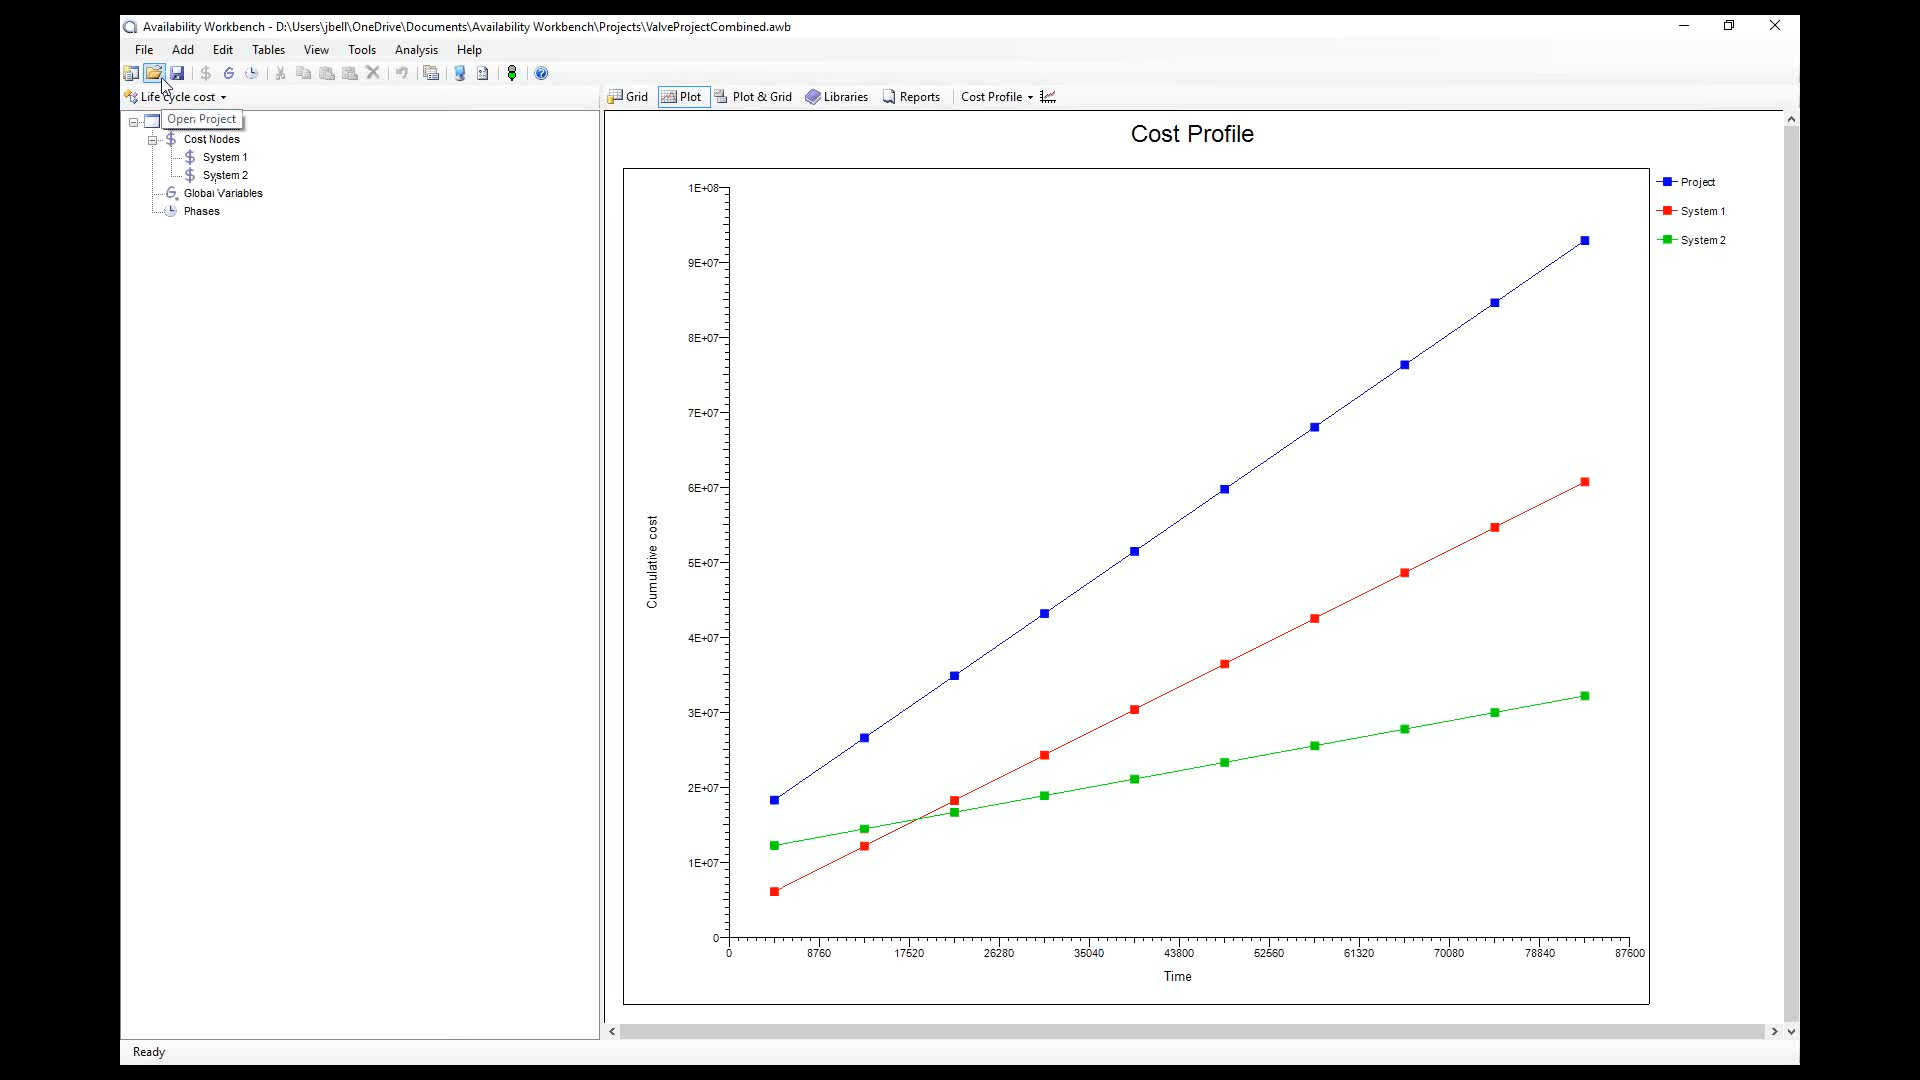 Availability Workbench - D:\Users\jbell\OneDrive\Documents\Availability Workbench\Projects\ValveProjectCombined.awb
File Add Edit Tables View Tools Analysis Help
Life cycle cost
Grid Plot Plot & Grid Libraries Reports Cost Profile
Open Project
Cost Nodes
System 1
System 2
Global Variables
Phases
Cost Profile
Project
System 1
System 2
1E+08
9E+07
8E+07
7E+07
6E+07
5E+07
4E+07
3E+07
2E+07
1E+07
0
Cumulative cost
0 8760 17520 26280 35040 43800 52560 61320 70080 78840 87600
Time
Ready